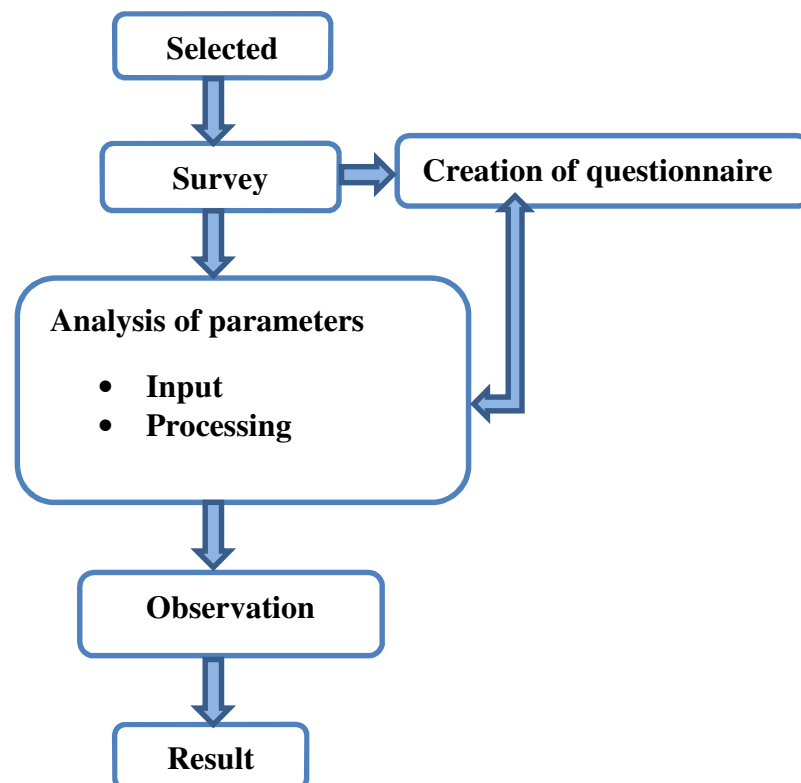 Selected
Survey
Creation of questionnaire
Analysis of parameters
• Input
• Processing
Observation
Result